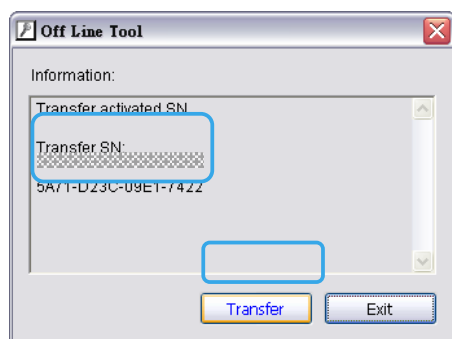 Off Line Tool
Information:
Transfer activated SN
Transfer SN:
5A71-D23C-09E1-7422
Transfer
Exit